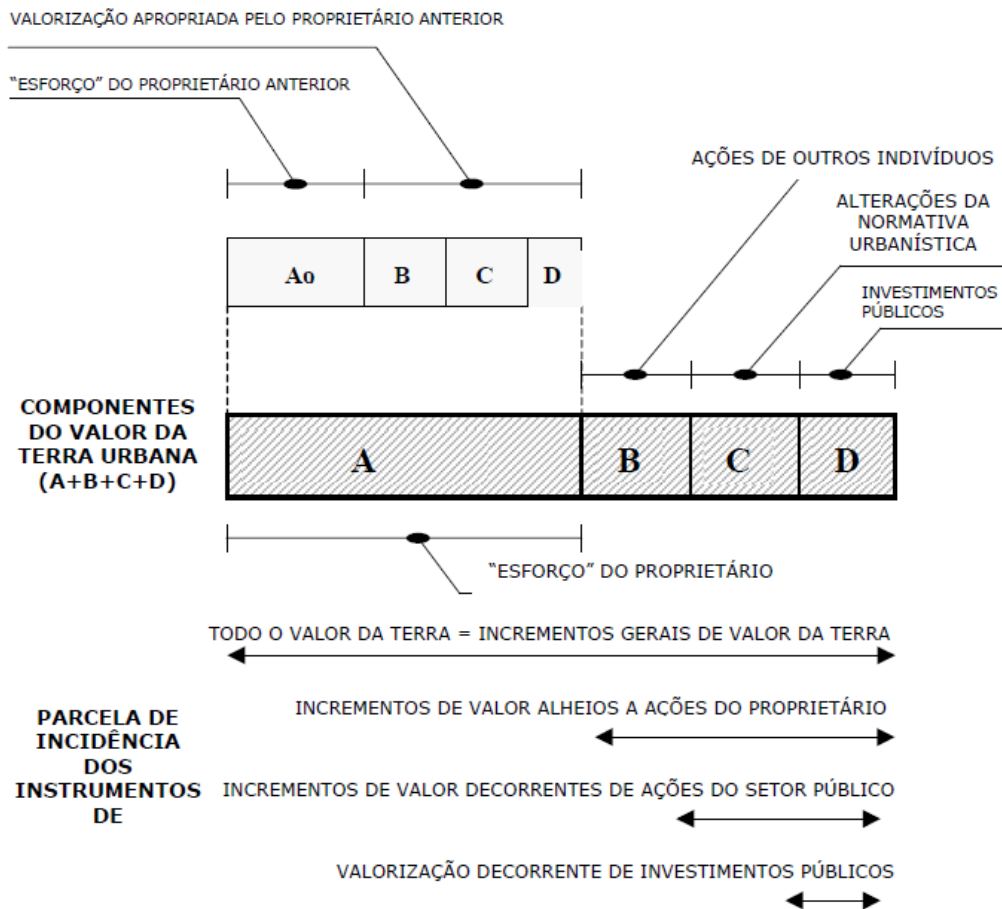 VALORIZAÇÃO APROPRIADA PELO PROPRIETÁRIO ANTERIOR
"ESFORÇO" DO PROPRIETÁRIO ANTERIOR
AÇÕES DE OUTROS INDIVÍDUOS
ALTERAÇÕES DA
NORMATIVA
URBANÍSTICA
INVESTIMENTOS
PÚBLICOS
Ao
B
C
D
COMPONENTES
DO VALOR DA
TERRA URBANA
(A+B+C+D)
A
B
C
D
"ESFORÇO" DO PROPRIETÁRIO
TODO O VALOR DA TERRA = INCREMENTOS GERAIS DE VALOR DA TERRA
PARCELA DE
INCIDÊNCIA
DOS
INSTRUMENTOS
DE
INCREMENTOS DE VALOR ALHEIOS A AÇÕES DO PROPRIETÁRIO
INCREMENTOS DE VALOR DECORRENTES DE AÇÕES DO SETOR PÚBLICO
VALORIZAÇÃO DECORRENTE DE INVESTIMENTOS PÚBLICOS